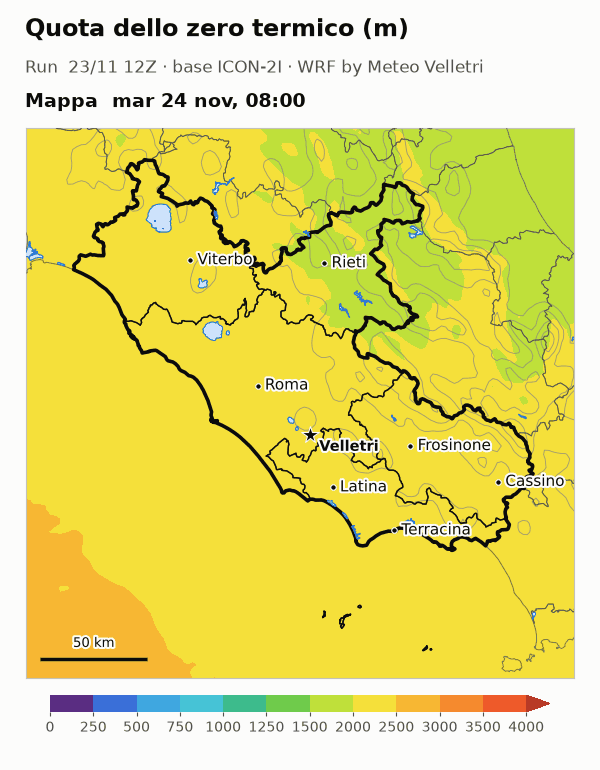 Quota dello zero termico (m)
Run 23/11 12Z · base ICON-2I · WRF by Meteo Velletri
Mappa mar 24 nov, 08:00
Viterbo
Rieti
Roma
Velletri
Frosinone
Cassino
Latina
Terracina
50 km
0 250 500 750 1000 1250 1500 2000 2500 3000 3500 4000